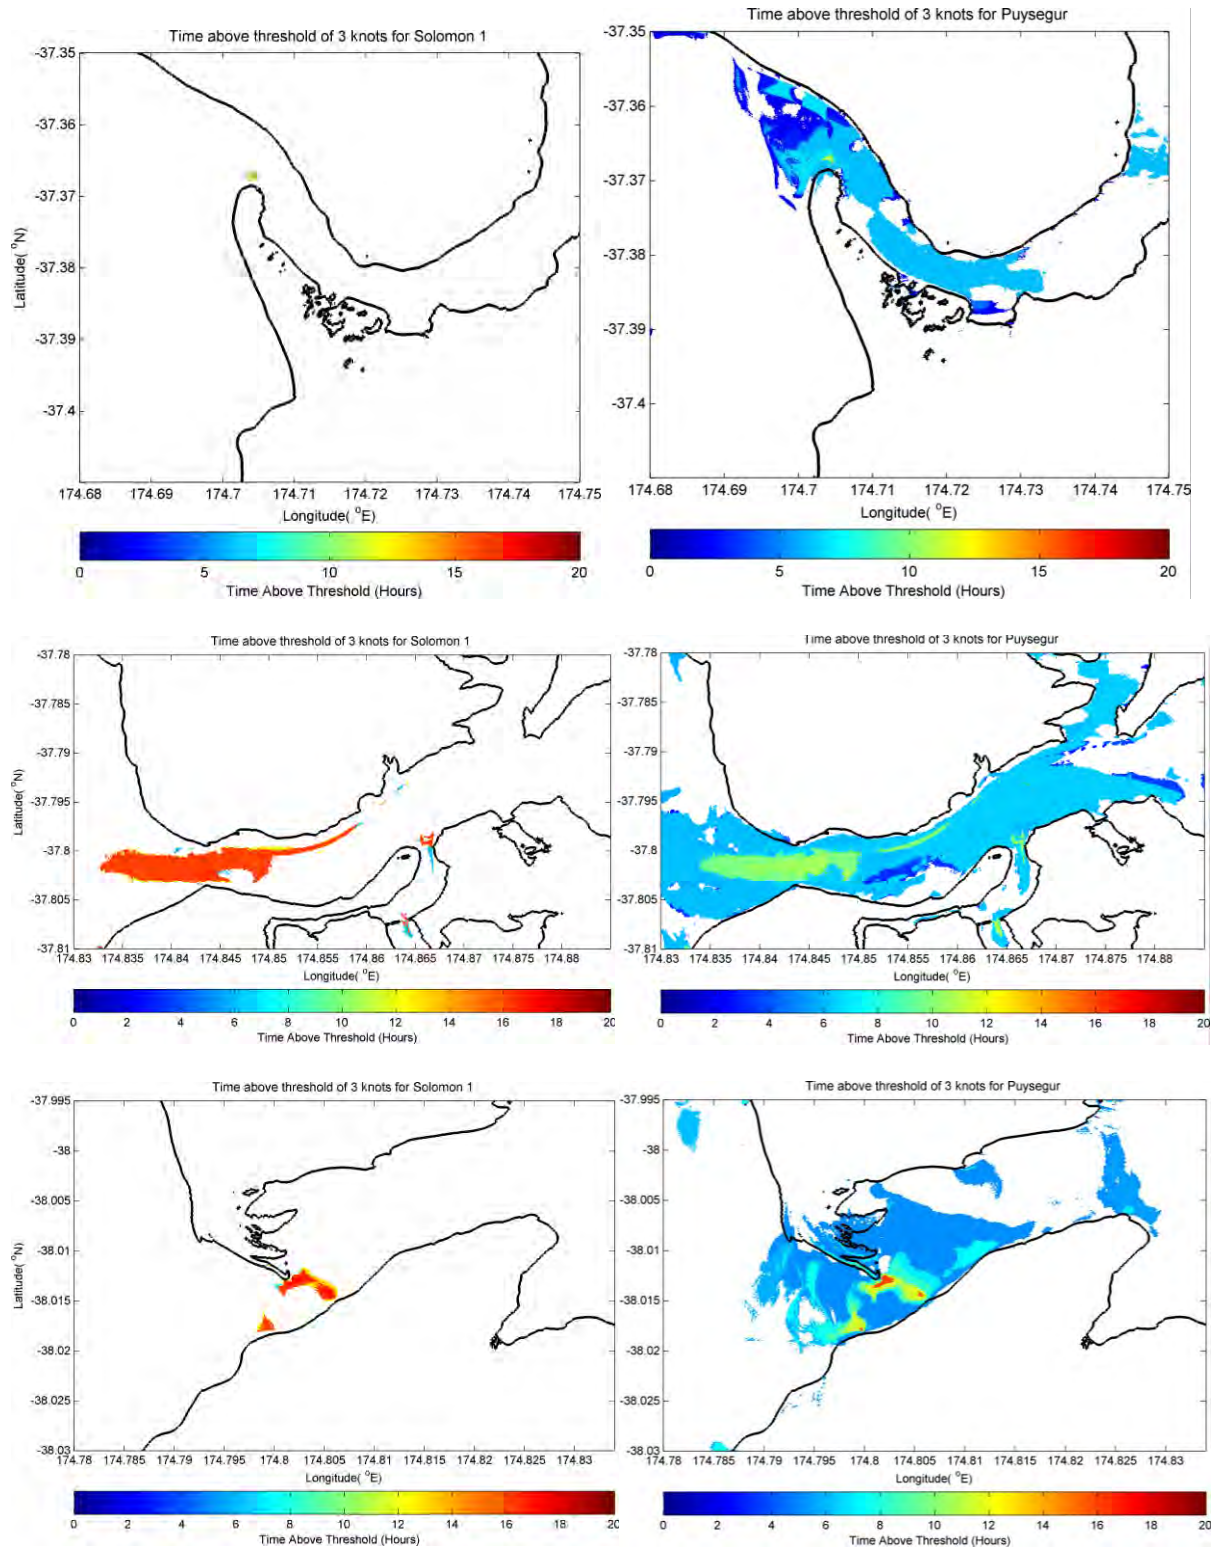 Time above threshold of 3 knots for Solomon 1
-37.35
-37.36
-37.37
-37.38
-37.39
-37.4
Latitude( °N)
174.68 174.69 174.7 174.71 174.72 174.73 174.74 174.75
Longitude( °E)
0 5 10 15 20
Time Above Threshold (Hours)
Time above threshold of 3 knots for Puysegur
-37.35
-37.36
-37.37
-37.38
-37.39
-37.4
174.68 174.69 174.7 174.71 174.72 174.73 174.74 174.75
Longitude( °E)
0 5 10 15 20
Time Above Threshold (Hours)
Time above threshold of 3 knots for Solomon 1
-37.78
-37.785
-37.79
-37.795
-37.8
-37.805
-37.81
Latitude( °N)
174.83 174.835 174.84 174.845 174.85 174.855 174.86 174.865 174.87 174.875 174.88
Longitude( °E)
0 2 4 6 8 10 12 14 16 18 20
Time Above Threshold (Hours)
Time above threshold of 3 knots for Puysegur
-37.78
-37.785
-37.79
-37.795
-37.8
-37.805
-37.81
174.83 174.835 174.84 174.845 174.85 174.855 174.86 174.865 174.87 174.875 174.88
Longitude( °E)
0 2 4 6 8 10 12 14 16 18 20
Time Above Threshold (Hours)
Time above threshold of 3 knots for Solomon 1
-37.995
-38
-38.005
-38.01
-38.015
-38.02
-38.025
-38.03
Latitude( °N)
174.78 174.785 174.79 174.795 174.8 174.805 174.81 174.815 174.82 174.825 174.83
Longitude( °E)
0 2 4 6 8 10 12 14 16 18 20
Time Above Threshold (Hours)
Time above threshold of 3 knots for Puysegur
-37.995
-38
-38.005
-38.01
-38.015
-38.02
-38.025
-38.03
174.78 174.785 174.79 174.795 174.8 174.805 174.81 174.815 174.82 174.825 174.83
Longitude( °E)
0 2 4 6 8 10 12 14 16 18 20
Time Above Threshold (Hours)